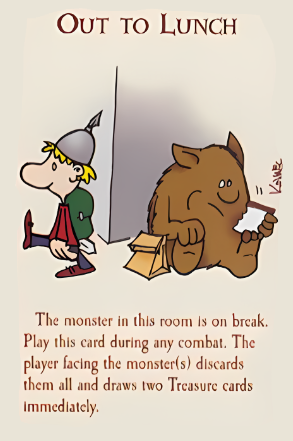 OUT TO LUNCH
KOVALIC
The monster in this room is on break.
Play this card during any combat. The
player facing the monster(s) discards
them all and draws two Treasure cards
immediately.